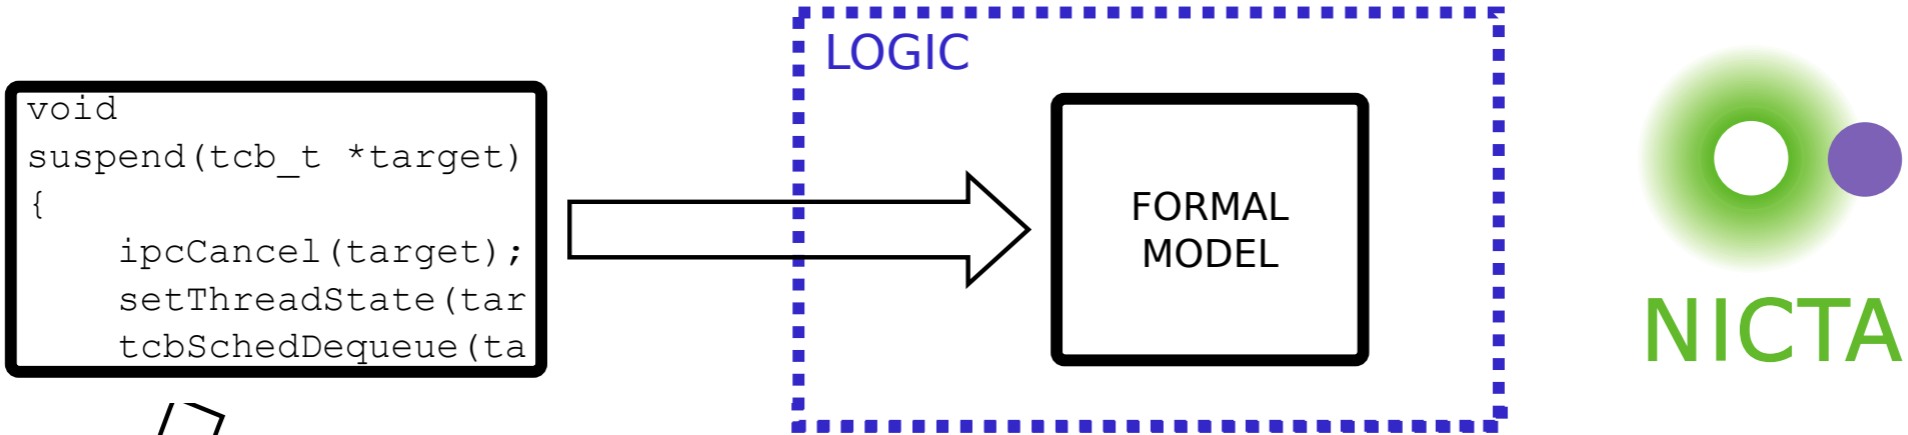 void
suspend(tcb_t *target)
{
ipcCancel(target);
setThreadState(tar
tcbSchedDequeue(ta
LOGIC
FORMAL
MODEL
NICTA